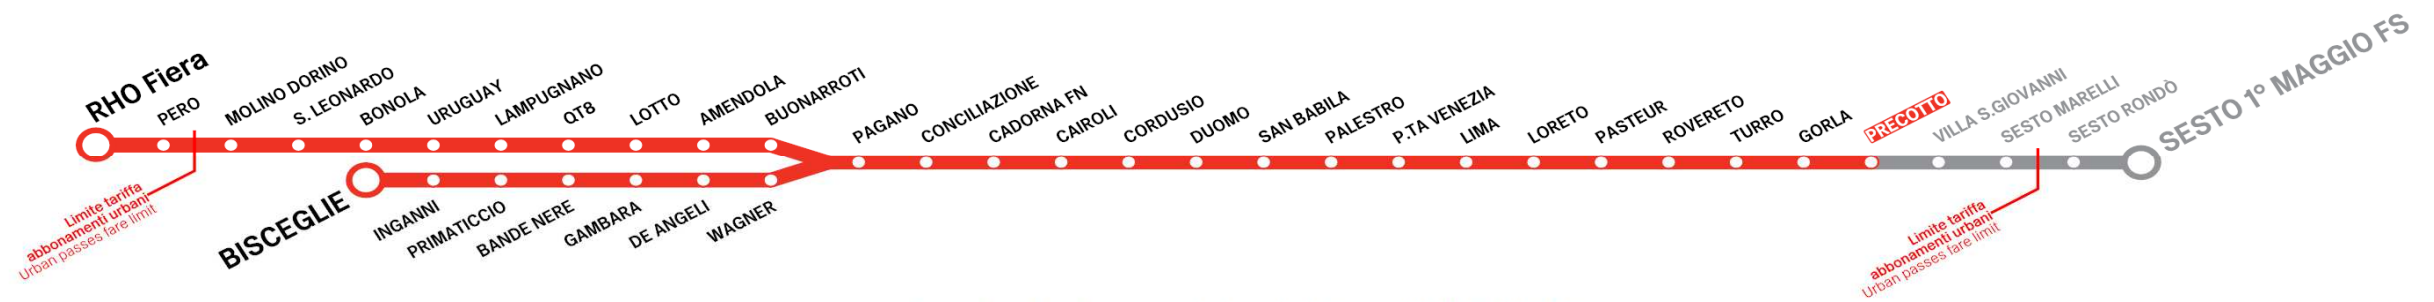 RHO Fiera
PERO
MOLINO DORINO
S. LEONARDO
BONOLA
URUGUAY
LAMPUGNANO
QT8
LOTTO
AMENDOLA
BUONARROTI
PAGANO
CONCILIAZIONE
CADORNA FN
CAIROLI
CORDUSIO
DUOMO
SAN BABILA
PALESTRO
P.TA VENEZIA
LIMA
LORETO
PASTEUR
ROVERETO
TURRO
GORLA
PRECOTTO
VILLA S.GIOVANNI
SESTO MARELLI
SESTO RONDÒ
SESTO 1° MAGGIO FS
Limite tariffa
abbonamenti urbani
Urban passes fare limit
BISCEGLIE
INGANNI
PRIMATICCIO
BANDE NERE
GAMBARA
DE ANGELI
WAGNER
Limite tariffa
abbonamenti urbani
Urban passes fare limit